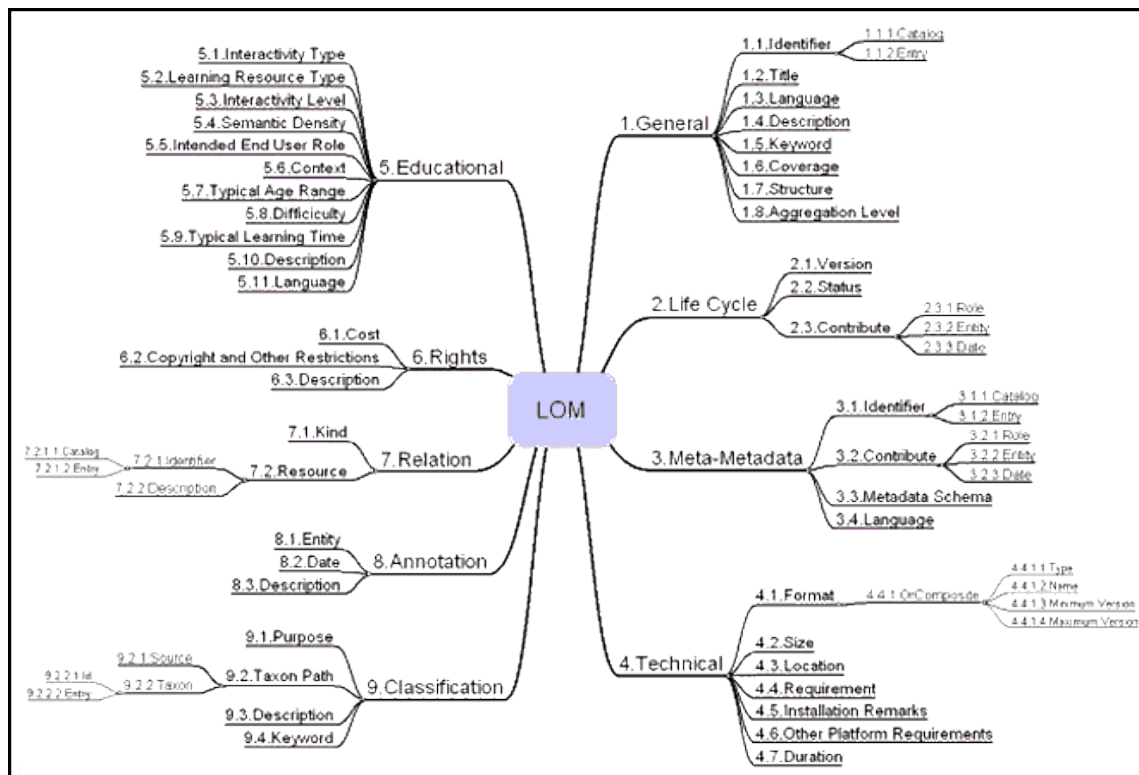 LOM
1.General
1.1.Identifier
1.1.1.Catalog
1.1.2.Entry
1.2.Title
1.3.Language
1.4.Description
1.5.Keyword
1.6.Coverage
1.7.Structure
1.8.Aggregation Level
2.Life Cycle
2.1.Version
2.2.Status
2.3.Contribute
2.3.1 Role
2.3.2 Entity
2.3.3 Date
3.Meta-Metadata
3.1.Identifier
3.1.1 Catalog
3.1.2 Entry
3.2.Contribute
3.2.1 Role
3.2.2 Entity
3.2.3 Date
3.3.Metadata Schema
3.4.Language
4.Technical
4.1.Format
4.4.1.OrComposite
4.4.1.1 Type
4.4.1.2 Name
4.4.1.3 Minimum Version
4.4.1.4 Maximum Version
4.2.Size
4.3.Location
4.4.Requirement
4.5.Installation Remarks
4.6.Other Platform Requirements
4.7.Duration
5.Educational
5.1.Interactivity Type
5.2.Learning Resource Type
5.3.Interactivity Level
5.4.Semantic Density
5.5.Intended End User Role
5.6.Context
5.7.Typical Age Range
5.8.Difficiculty
5.9.Typical Learning Time
5.10.Description
5.11.Language
6.Rights
6.1.Cost
6.2.Copyright and Other Restrictions
6.3.Description
7.Relation
7.1.Kind
7.2.Resource
7.2.1.Identifier
7.2.1.1.Catalog
7.2.1.2.Entry
7.2.2.Description
8.Annotation
8.1.Entity
8.2.Date
8.3.Description
9.Classification
9.1.Purpose
9.2.Taxon Path
9.2.1.Source
9.2.2.Taxon
9.2.2.1.Id
9.2.2.2.Entry
9.3.Description
9.4.Keyword